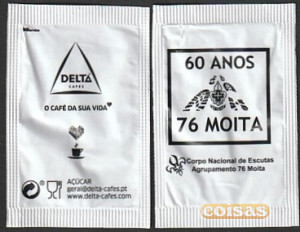 DELTA
CAFÉS
O CAFÉ DA SUA VIDA
AÇÚCAR
geral@delta-cafes.pt
www.delta-cafes.com
60 ANOS
76 MOITA
Corpo Nacional de Escutas
Agrupamento 76 Moita
coisas